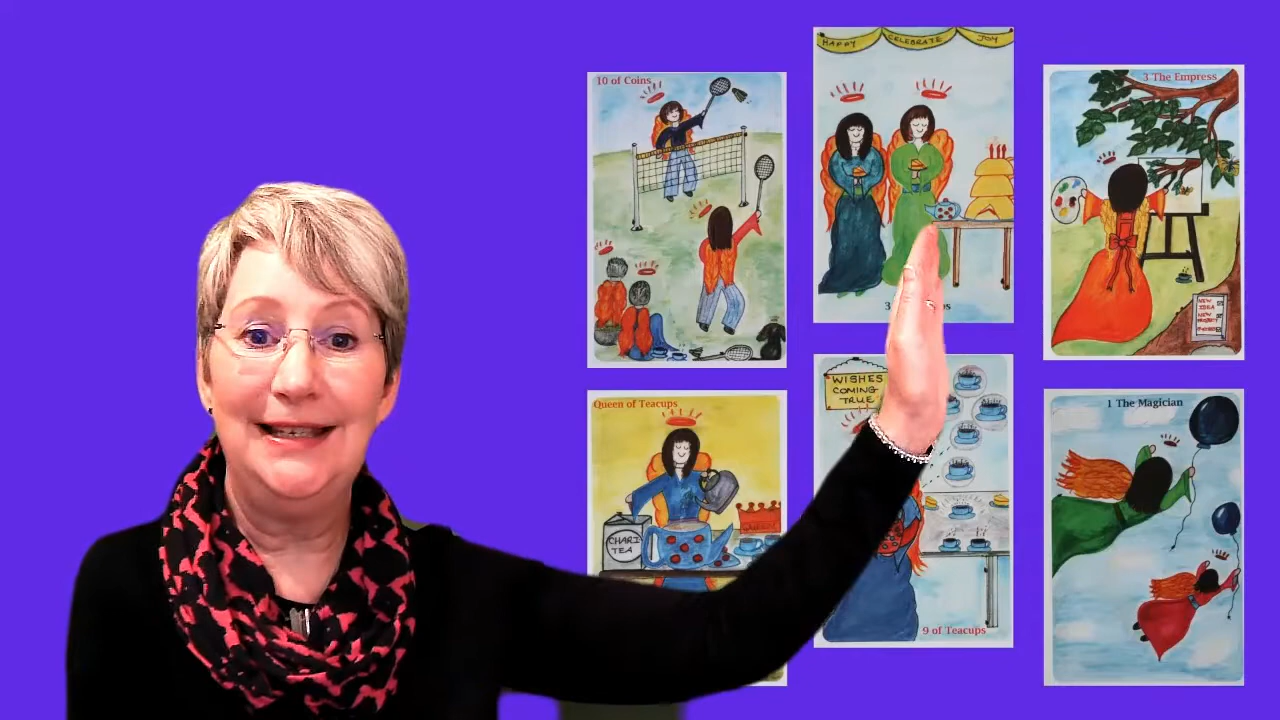 10 of Coins
HAPPY CELEBRATE JOY
3
3 The Empress
NEW
IDEA
NEW
PROJECT
Queen of Teacups
CHARI
TEA
WISHES
COMING
TRUE
9 of Teacups
1 The Magician